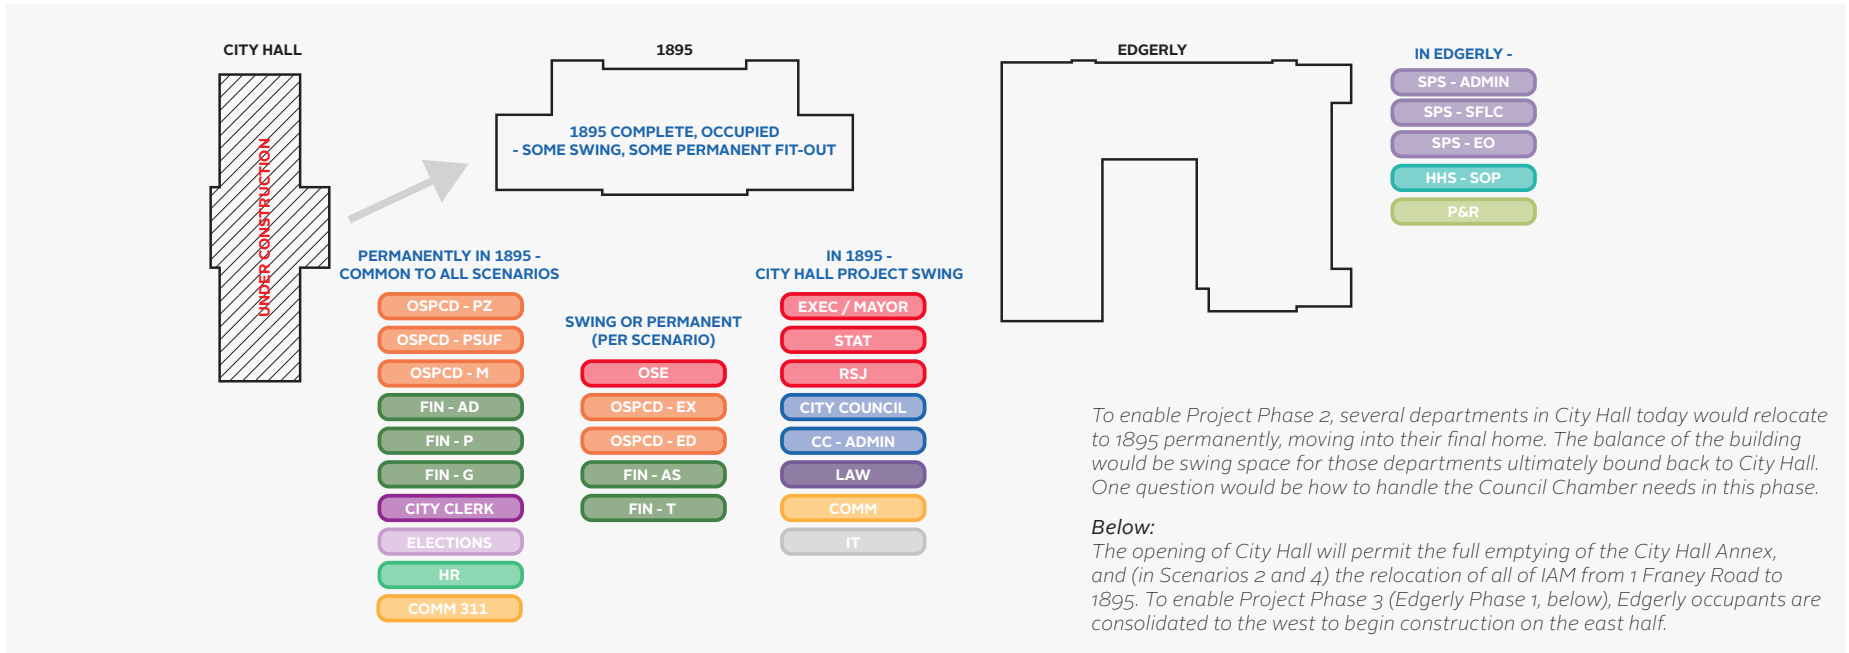 CITY HALL
UNDER CONSTRUCTION
1895
1895 COMPLETE, OCCUPIED
- SOME SWING, SOME PERMANENT FIT-OUT
PERMANENTLY IN 1895 -
COMMON TO ALL SCENARIOS
OSPCD - PZ
OSPCD - PSUF
OSPCD - M
FIN - AD
FIN - P
FIN - G
CITY CLERK
ELECTIONS
HR
COMM 311
SWING OR PERMANENT
(PER SCENARIO)
OSE
OSPCD - EX
OSPCD - ED
FIN - AS
FIN - T
IN 1895 -
CITY HALL PROJECT SWING
EXEC / MAYOR
STAT
RSJ
CITY COUNCIL
CC - ADMIN
LAW
COMM
IT
EDGERLY
IN EDGERLY -
SPS - ADMIN
SPS - SFLC
SPS - EO
HHS - SOP
P&R
To enable Project Phase 2, several departments in City Hall today would relocate
to 1895 permanently, moving into their final home. The balance of the building
would be swing space for those departments ultimately bound back to City Hall.
One question would be how to handle the Council Chamber needs in this phase.
Below:
The opening of City Hall will permit the full emptying of the City Hall Annex,
and (in Scenarios 2 and 4) the relocation of all of IAM from 1 Franey Road to
1895. To enable Project Phase 3 (Edgerly Phase 1, below), Edgerly occupants are
consolidated to the west to begin construction on the east half.